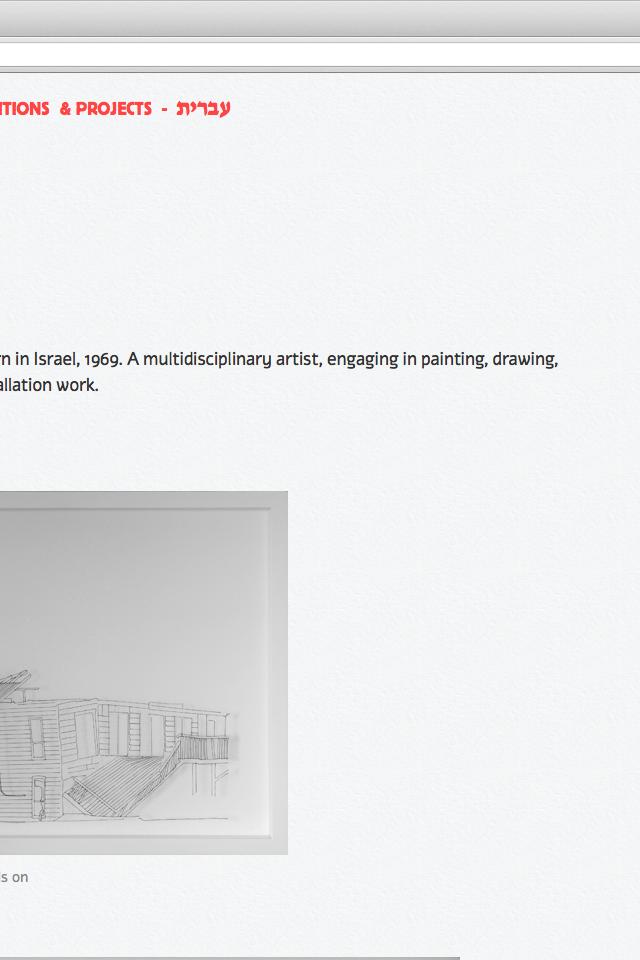 ITIONS & PROJECTS - עברית
rn in Israel, 1969. A multidisciplinary artist, engaging in painting, drawing,
allation work.
s on